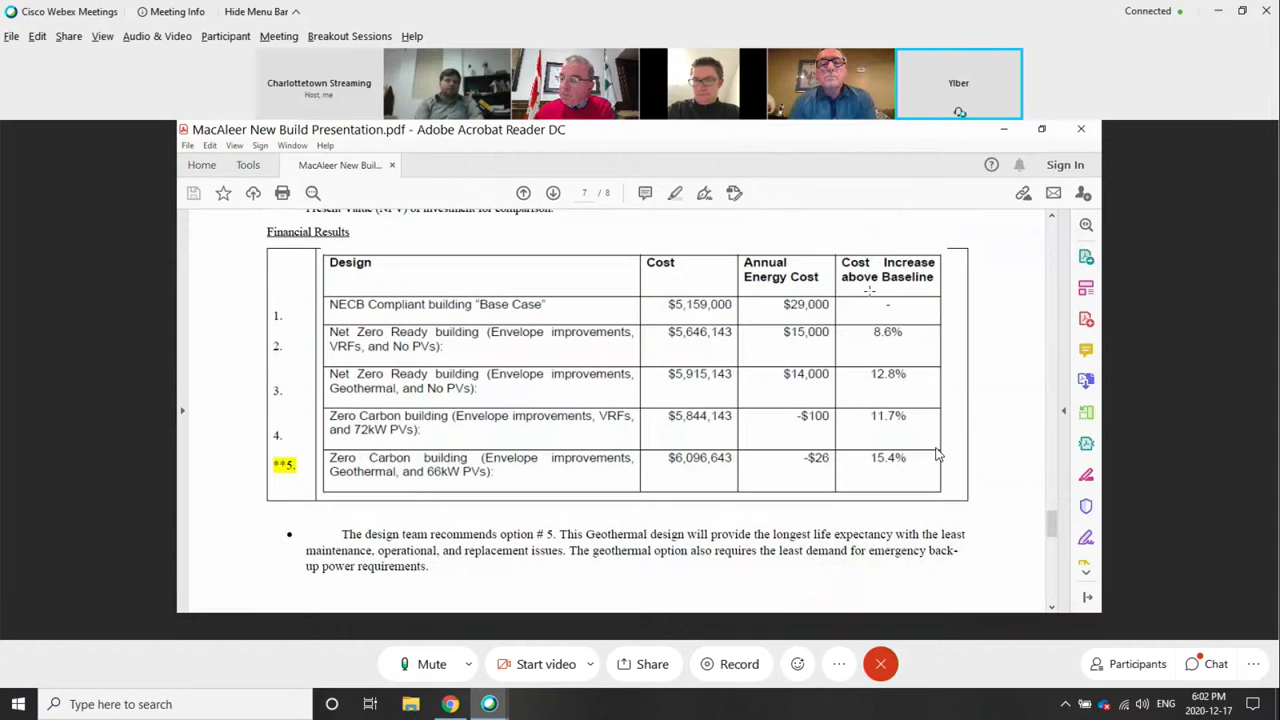 Cisco Webex Meetings
Meeting Info
Hide Menu Bar
Connected
File Edit Share View Audio & Video Participant Meeting Breakout Sessions Help
Charlottetown Streaming
Host, me
Ylber
MacAleer New Build Presentation.pdf - Adobe Acrobat Reader DC
File Edit View Sign Window Help
Home Tools MacAleer New Buil... × Sign In
7 / 8
Present Value (NPV) of investment for comparison.
Financial Results
Design Cost Annual Energy Cost Cost Increase above Baseline
1. NECB Compliant building “Base Case” $5,159,000 $29,000 -
2. Net Zero Ready building (Envelope improvements, VRFs, and No PVs): $5,646,143 $15,000 8.6%
3. Net Zero Ready building (Envelope improvements, Geothermal, and No PVs): $5,915,143 $14,000 12.8%
4. Zero Carbon building (Envelope improvements, VRFs, and 72kW PVs): $5,844,143 -$100 11.7%
**5. Zero Carbon building (Envelope improvements, Geothermal, and 66kW PVs): $6,096,643 -$26 15.4%
• The design team recommends option # 5. This Geothermal design will provide the longest life expectancy with the least
maintenance, operational, and replacement issues. The geothermal option also requires the least demand for emergency back-
up power requirements.
Mute Start video Share Record Participants Chat
Type here to search
ENG
6:02 PM
2020-12-17